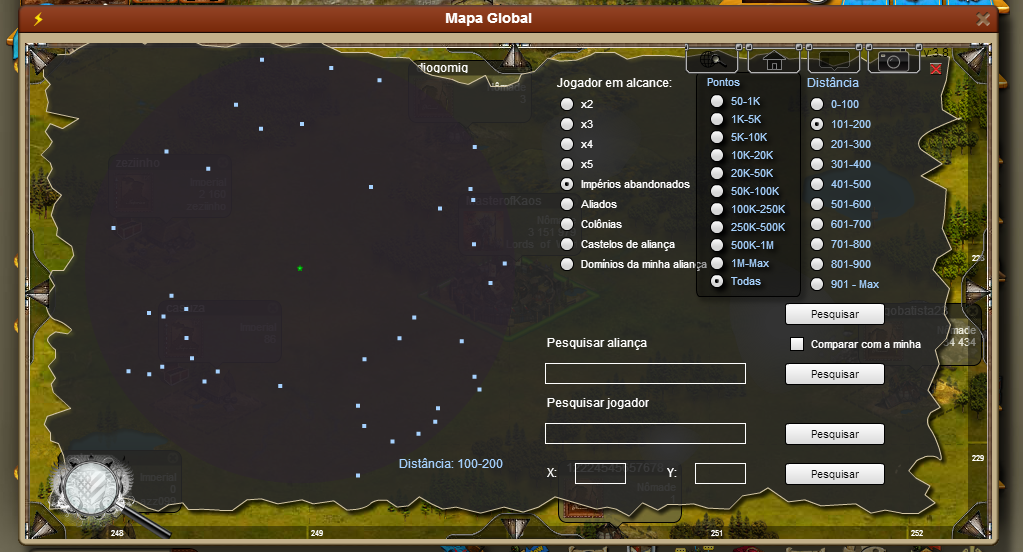 Mapa Global
v.3.8
diogomig
Jogador em alcance:
x2
x3
x4
x5
Impérios abandonados
Aliados
Colônias
Castelos de aliança
Domínios da minha aliança
Pontos
50-1K
1K-5K
5K-10K
10K-20K
20K-50K
50K-100K
100K-250K
250K-500K
500K-1M
1M-Max
Todas
Distância
0-100
101-200
201-300
301-400
401-500
501-600
601-700
701-800
801-900
901 - Max
Pesquisar
Comparar com a minha
Pesquisar aliança
Pesquisar
Pesquisar jogador
Pesquisar
X:
Y:
Pesquisar
Distância: 100-200
Nômade
229
248
249
251
252